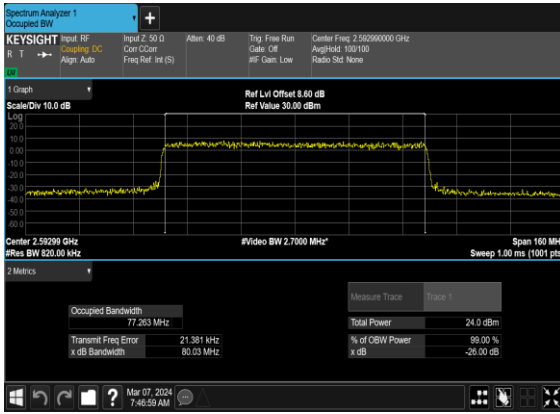 Spectrum Analyzer 1
Occupied BW
KEYSIGHT
R T
LXI
Input: RF
Coupling: DC
Align: Auto
Input Z: 50 Ω
Corr CCorr
Freq Ref: Int (S)
Atten: 40 dB
Trig: Free Run
Gate: Off
#IF Gain: Low
Center Freq: 2.592990000 GHz
Avg|Hold: 100/100
Radio Std: None
1 Graph
Scale/Div 10.0 dB
Ref Lvl Offset 8.60 dB
Ref Value 30.00 dBm
Log
20.0
10.0
0.00
-10.0
-20.0
-30.0
-40.0
-50.0
-60.0
Center 2.59299 GHz
#Res BW 820.00 kHz
#Video BW 2.7000 MHz*
Span 160 MH
Sweep 1.00 ms (1001 pts
2 Metrics
Measure Trace Trace 1
Occupied Bandwidth
77.263 MHz
Total Power 24.0 dBm
Transmit Freq Error 21.381 kHz
% of OBW Power 99.00 %
x dB Bandwidth 80.03 MHz
x dB -26.00 dB
Mar 07, 2024
7:46:59 AM